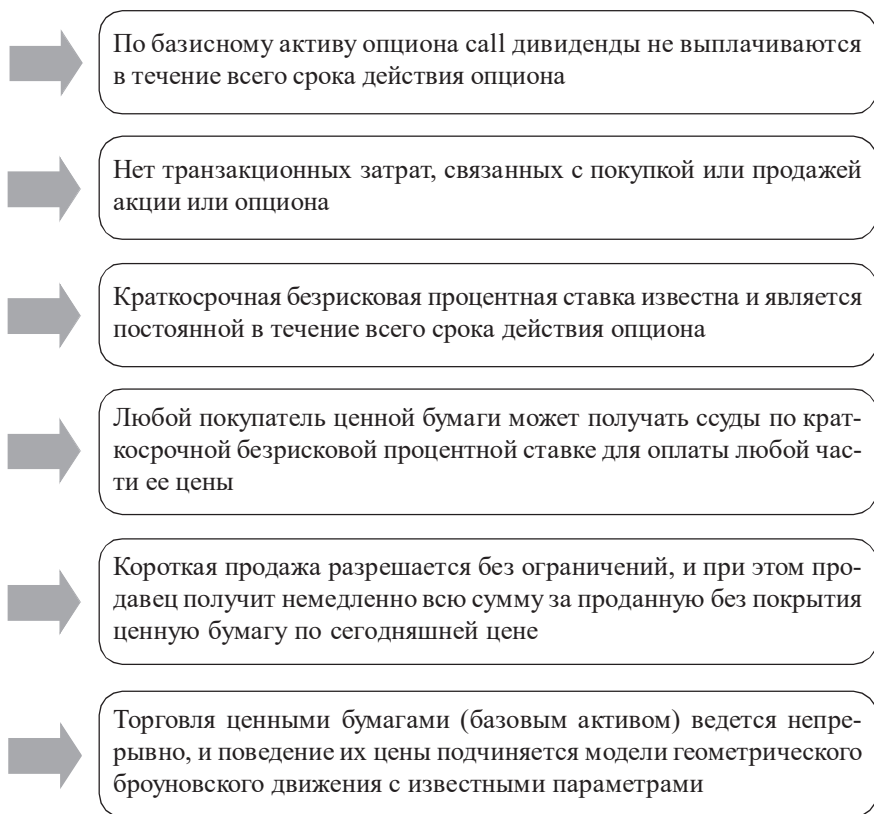 По базисному активу опциона call дивиденды не выплачиваются
в течение всего срока действия опциона
Нет транзакционных затрат, связанных с покупкой или продажей
акции или опциона
Краткосрочная безрисковая процентная ставка известна и является
постоянной в течение всего срока действия опциона
Любой покупатель ценной бумаги может получать ссуды по крат-
косрочной безрисковой процентной ставке для оплаты любой час-
ти ее цены
Короткая продажа разрешается без ограничений, и при этом про-
давец получит немедленно всю сумму за проданную без покрытия
ценную бумагу по сегодняшней цене
Торговля ценными бумагами (базовым активом) ведется непре-
рывно, и поведение их цены подчиняется модели геометрического
броуновского движения с известными параметрами